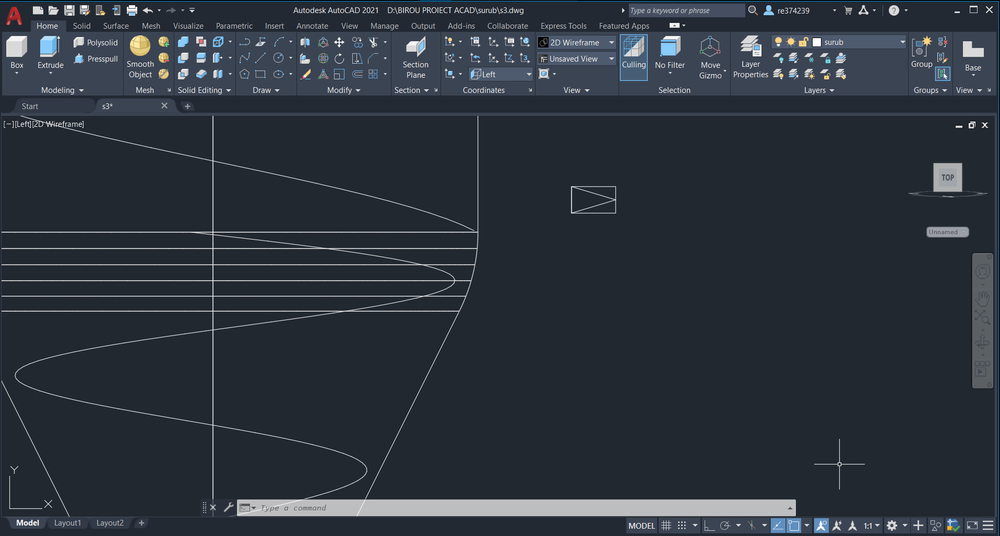 Autodesk AutoCAD 2021 D:\BIROU PROIECT ACAD\surub\s3.dwg
Type a keyword or phrase
re374239
Home Solid Surface Mesh Visualize Parametric Insert Annotate View Manage Output Add-ins Collaborate Express Tools Featured Apps
Box
Extrude
Polysolid
Presspull
Modeling
Smooth Object
Mesh
Solid Editing
Draw
Modify
Section Plane
Section
Left
Coordinates
2D Wireframe
Unsaved View
View
Culling
No Filter
Move Gizmo
Selection
Layer Properties
surub
Layers
Group
Groups
Base
View
Start
s3*
[−][Left][2D Wireframe]
TOP
Unnamed
Y
X
Type a command
Model Layout1 Layout2
MODEL
1:1